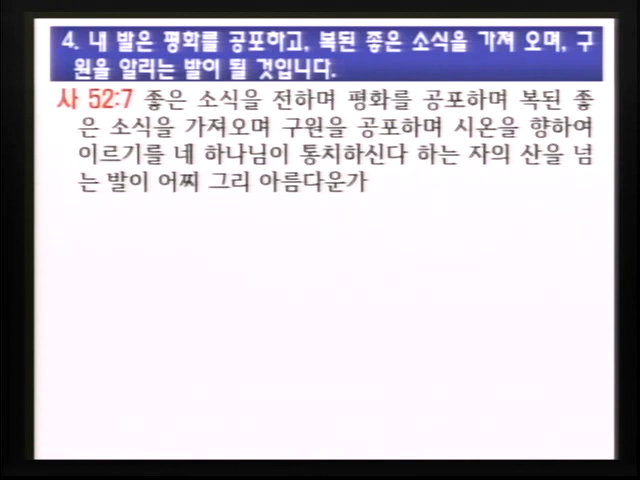 4. 내 발은 평화를 공포하고, 복된 좋은 소식을 가져 오며, 구
원을 알리는 발이 될 것입니다.
사 52:7 좋은 소식을 전하며 평화를 공포하며 복된 좋
은 소식을 가져오며 구원을 공포하며 시온을 향하여
이르기를 네 하나님이 통치하신다 하는 자의 산을 넘
는 발이 어찌 그리 아름다운가